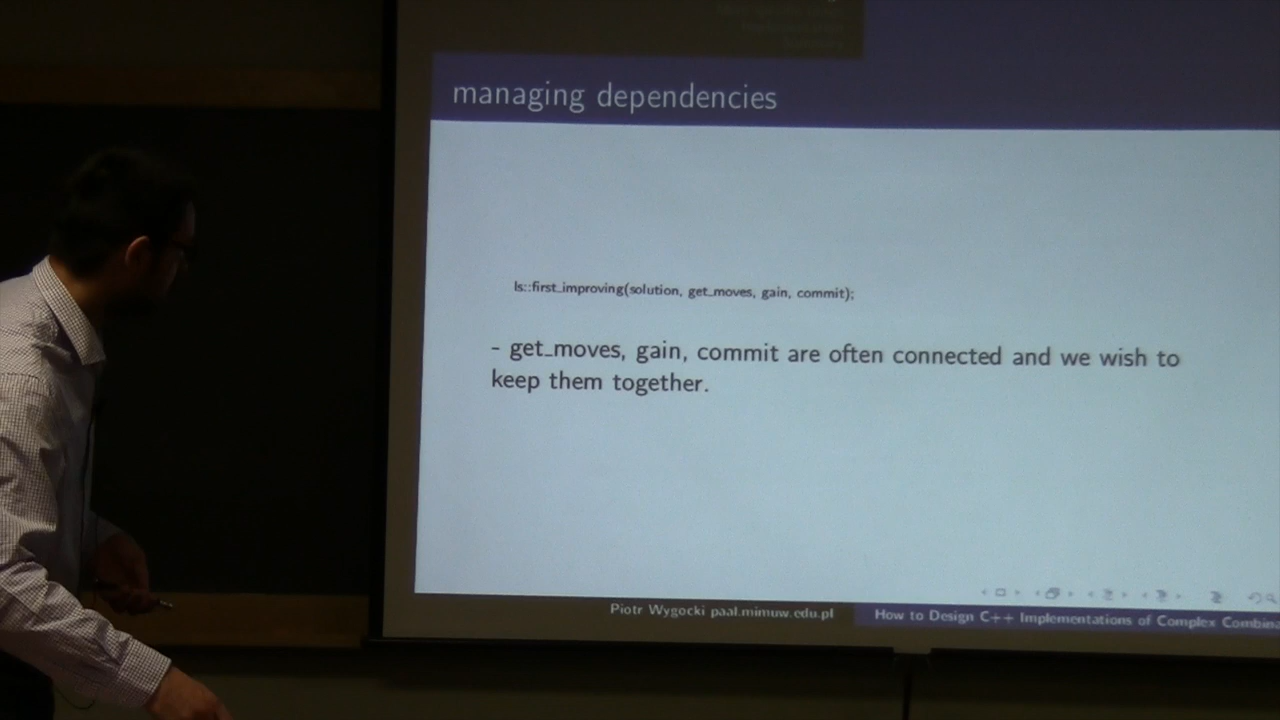 managing dependencies
ls::first_improving(solution, get_moves, gain, commit);
- get_moves, gain, commit are often connected and we wish to
keep them together.
Piotr Wygocki paal.mimuw.edu.pl
How to Design C++ Implementations of Complex Combina